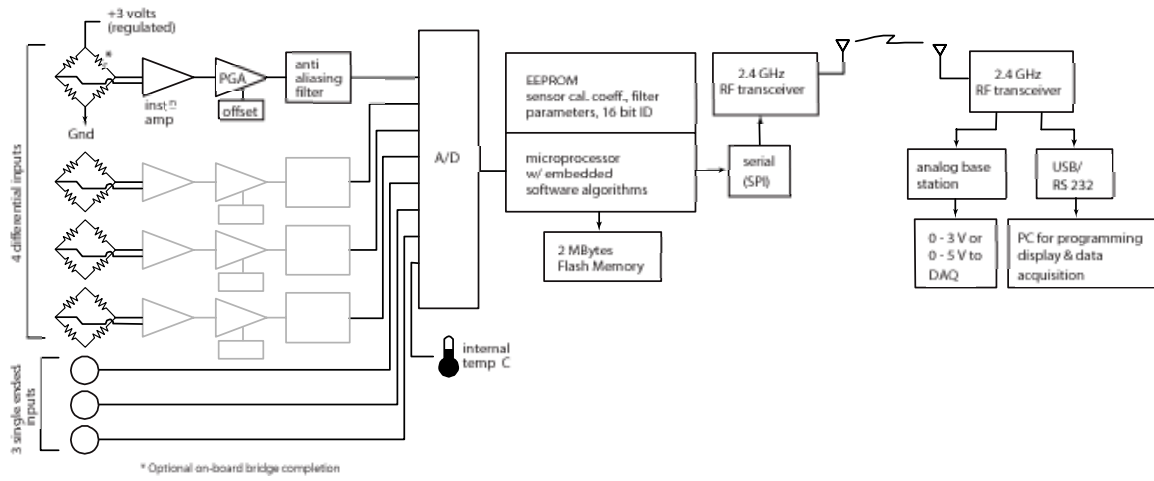 +3 volts
(regulated)
*
inst n
amp
PGA
offset
anti
aliasing
filter
Gnd
4 differential inputs
3 single ended
inputs
A/D
internal
temp C
EEPROM
sensor cal. coeff., filter
parameters, 16 bit ID
microprocessor
w/ embedded
software algorithms
2 MBytes
Flash Memory
serial
(SPI)
2.4 GHz
RF transceiver
2.4 GHz
RF transceiver
analog base
station
USB/
RS 232
0 - 3 V or
0 - 5 V to
DAQ
PC for programming
display & data
acquisition
* Optional on-board bridge completion